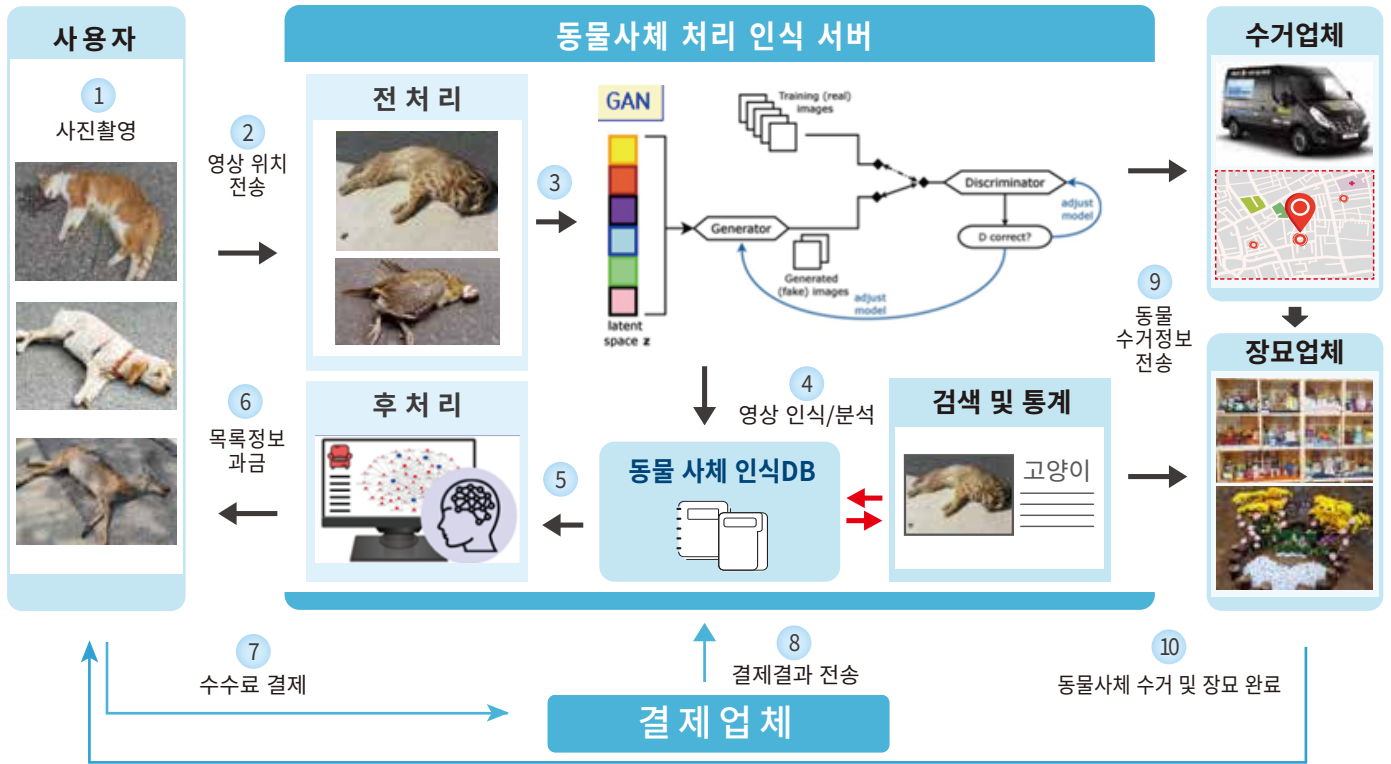 사용자
1
사진촬영
2
영상 위치
전송
6
목록정보
과금
동물사체 처리 인식 서버
전 처리
3
GAN
latent
space z
Training (real)
images
Generator
Generated
(fake) images
Discriminator
D correct?
adjust
model
adjust
model
후 처리
5
4
영상 인식/분석
동물 사체 인식DB
검색 및 통계
고양이
9
동물
수거정보
전송
수거업체
장묘업체
7
수수료 결제
8
결제결과 전송
결제업체
10
동물사체 수거 및 장묘 완료